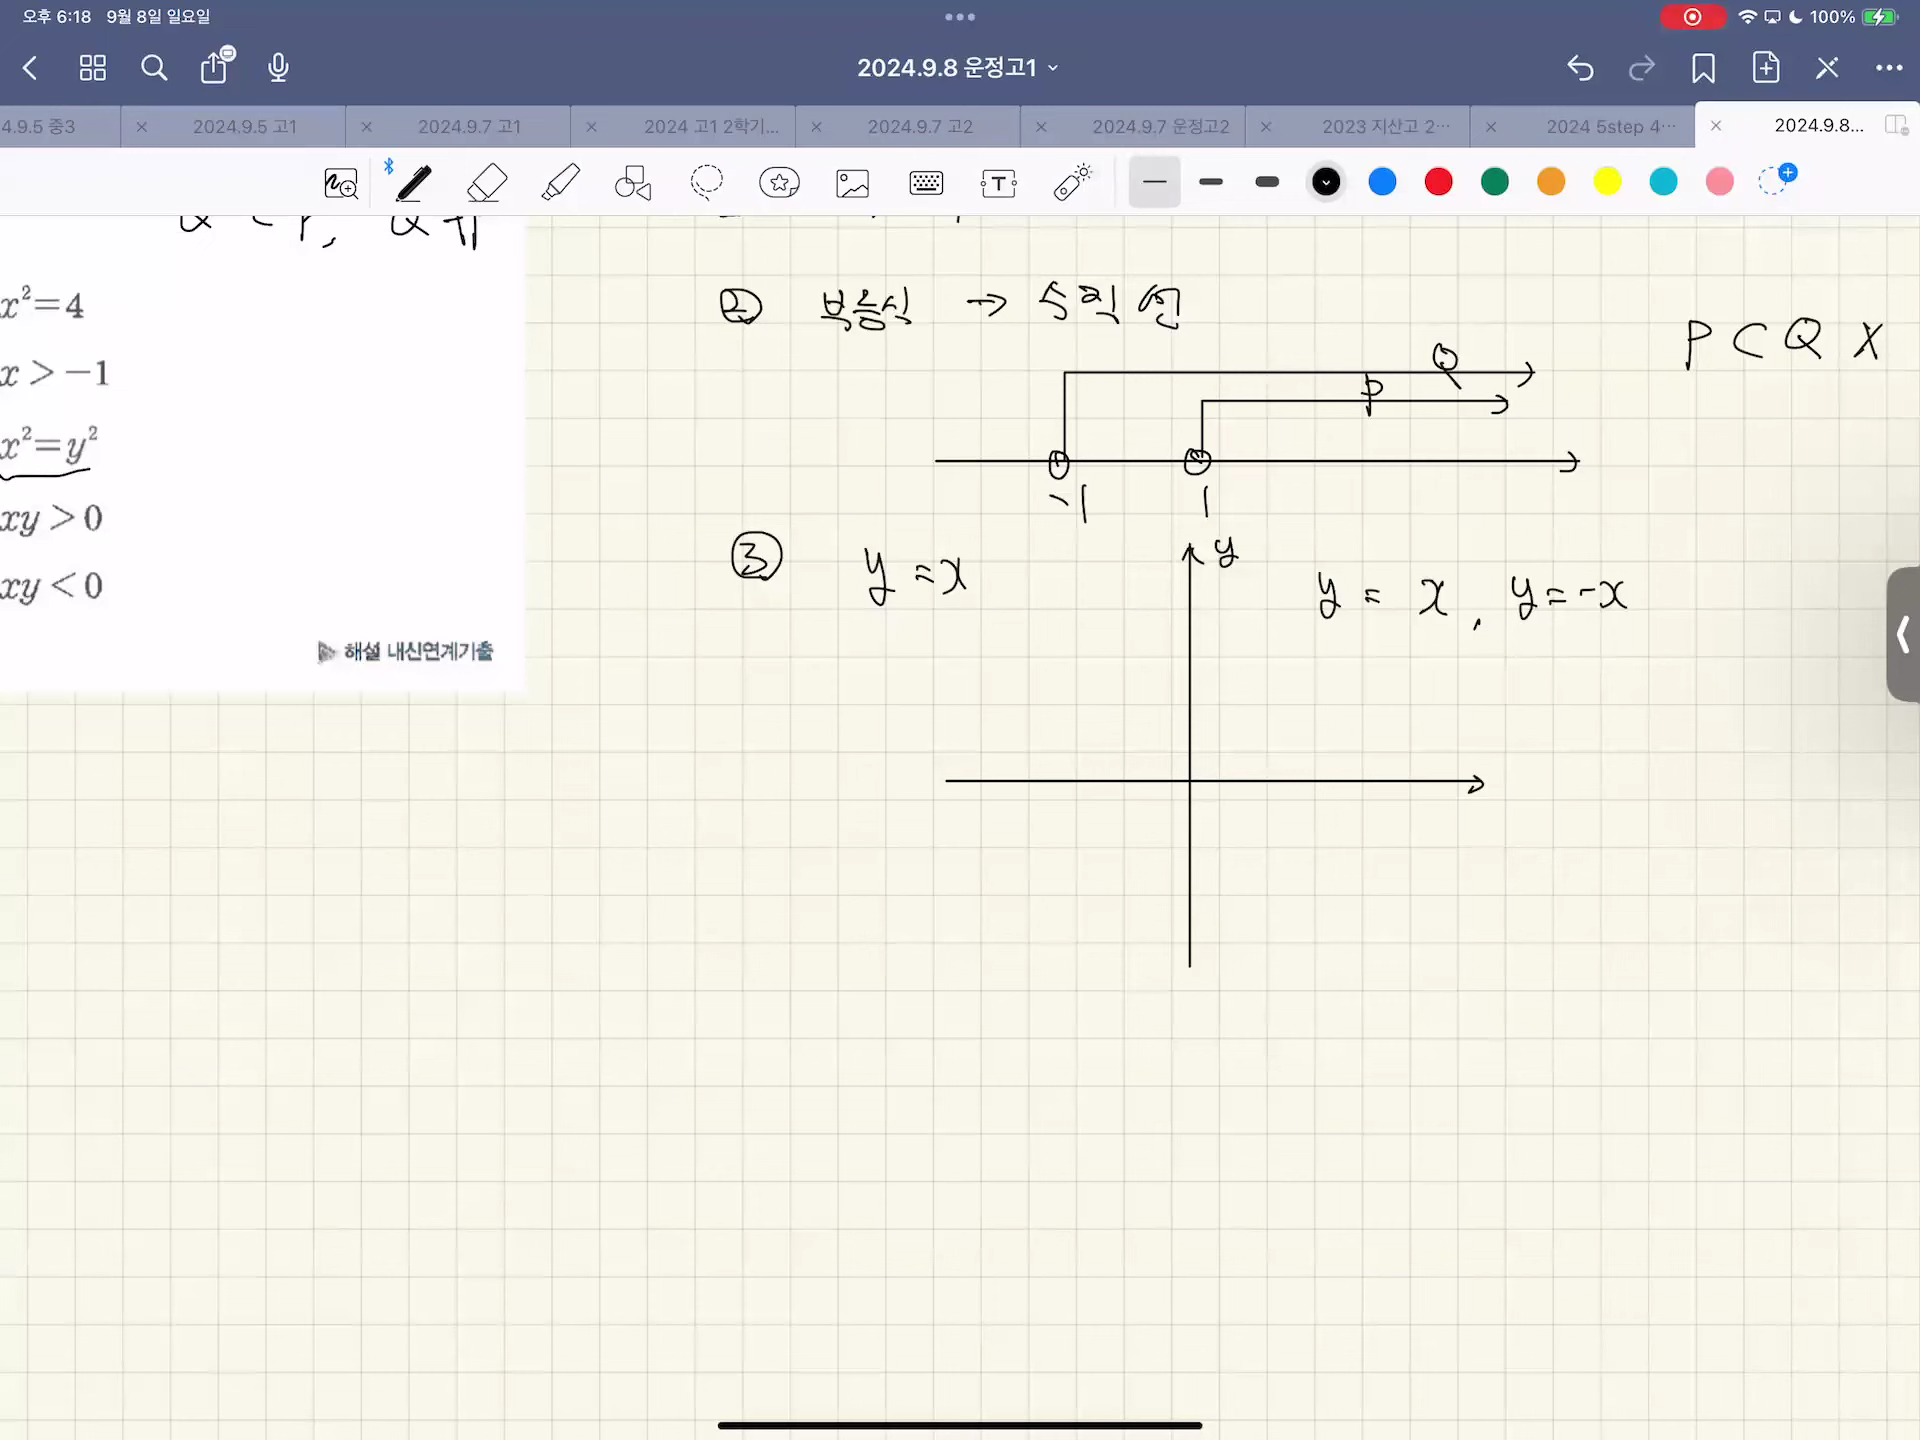 오후 6:18 9월 8일 일요일
100%
2024.9.8 운정고1
4.9.5 중3
2024.9.5 고1
2024.9.7 고1
2024 고1 2학기...
2024.9.7 고2
2024.9.7 운정고2
2023 지산고 2...
2024 5step 4...
2024.9.8...
x²=4
x>-1
x²=y²
xy>0
xy<0
▷ 해설 내신연계기출
② 부등식 → 수직선
P ⊂ Q X
Q
P
-1
1
③ y=x
y
y = x, y=-x